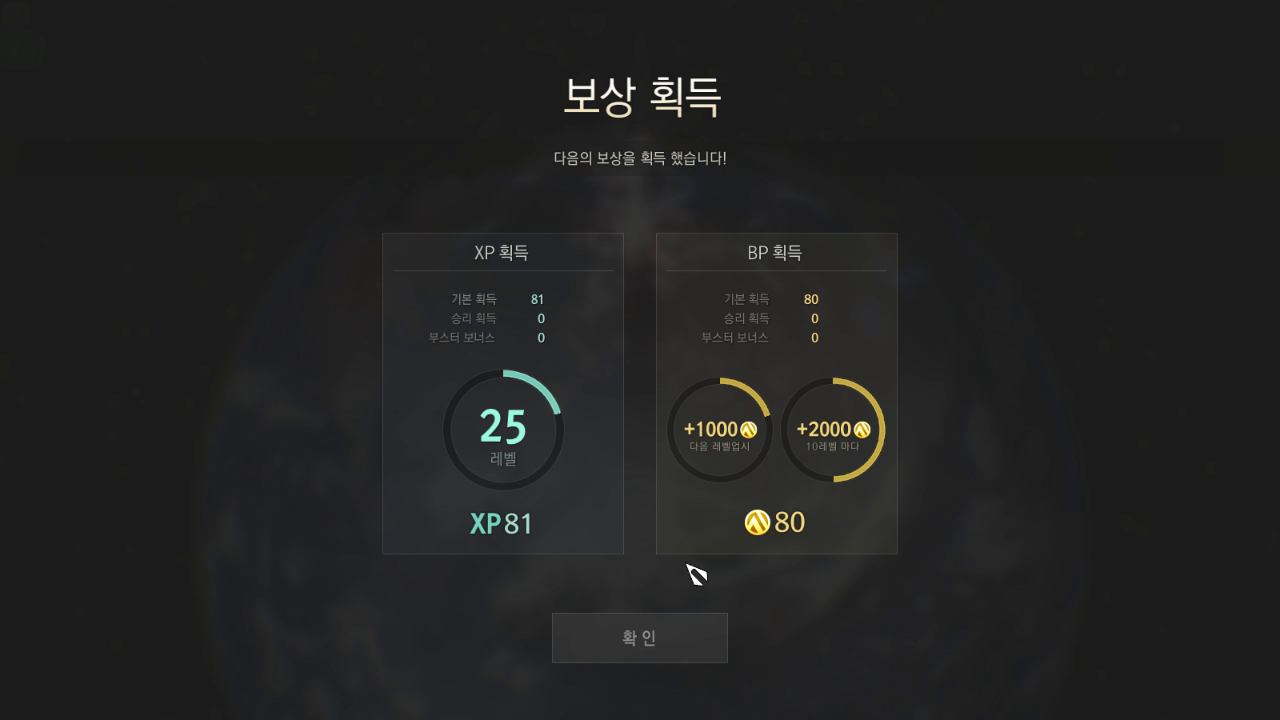 보상 획득
다음의 보상을 획득 했습니다!
XP 획득
기본 획득 81
승리 획득 0
부스터 보너스 0
25
레벨
XP 81
BP 획득
기본 획득 80
승리 획득 0
부스터 보너스 0
+1000
다음 레벨업시
+2000
10레벨 마다
80
확인